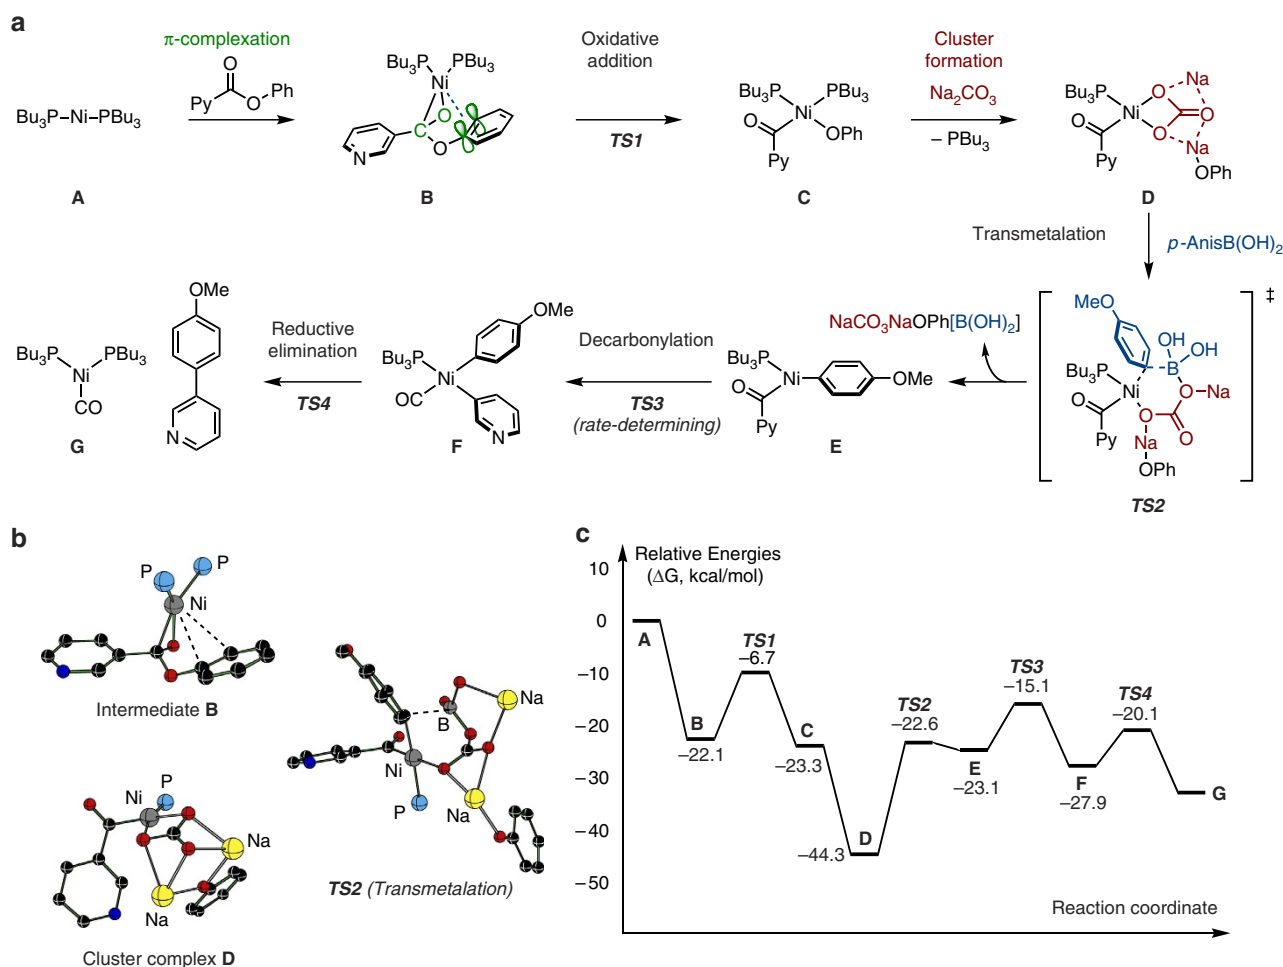 a
π-complexation
Oxidative
addition
Cluster
formation
O
Py
O
Ph
Bu3P
PBu3
Ni
C
O
O
N
Bu3P–Ni–PBu3
TS1
Bu3P
PBu3
Ni
O
OPh
Py
Na2CO3
– PBu3
Bu3P
Ni
O
O
O
O
Na
Na
OPh
Py
A
B
C
D
Transmetalation
p-AnisB(OH)2
OMe
Bu3P
PBu3
Ni
CO
N
Reductive
elimination
TS4
OMe
Bu3P
Ni
OC
N
Decarbonylation
TS3
(rate-determining)
NaCO3NaOPh[B(OH)2]
Bu3P
Ni
OMe
O
Py
‡
MeO
OH
OH
B
Bu3P
Ni
O–Na
O
O
O
Py
Na
OPh
G
F
E
TS2
b
P
P
Ni
Intermediate B
P
Ni
Na
Na
Cluster complex D
Na
B
Ni
P
Na
TS2 (Transmetalation)
c
Relative Energies
(ΔG, kcal/mol)
10
0
−10
−20
−30
−40
−50
A
B
−22.1
TS1
−6.7
C
−23.3
D
−44.3
TS2
−22.6
E
−23.1
TS3
−15.1
F
−27.9
TS4
−20.1
G
Reaction coordinate